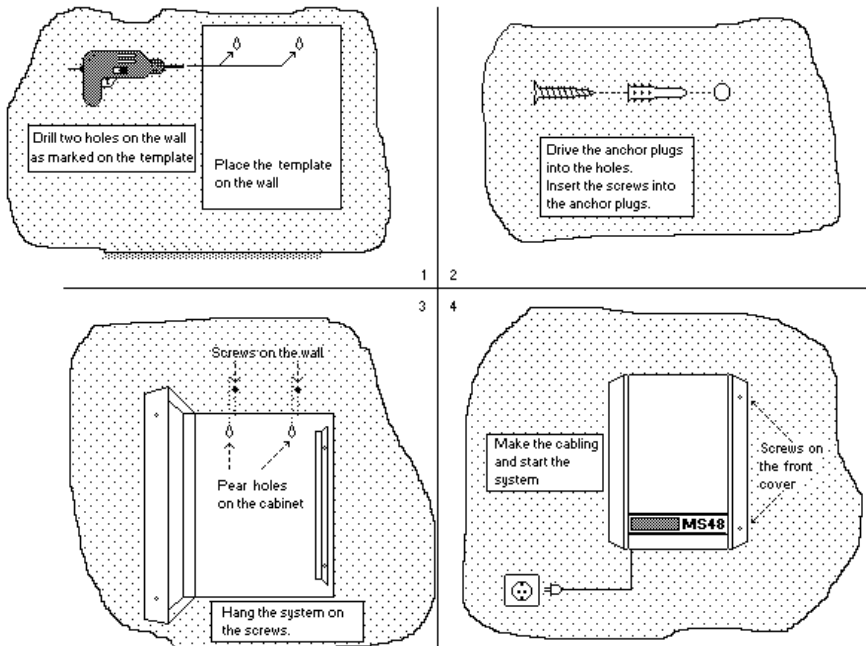 Drill two holes on the wall
as marked on the template
Place the template
on the wall
1
2
Drive the anchor plugs
into the holes.
Insert the screws into
the anchor plugs.
3
4
Screws on the wall
Pear holes
on the cabinet
Hang the system on
the screws.
Make the cabling
and start the
system
Screws on
the front
cover
MS48